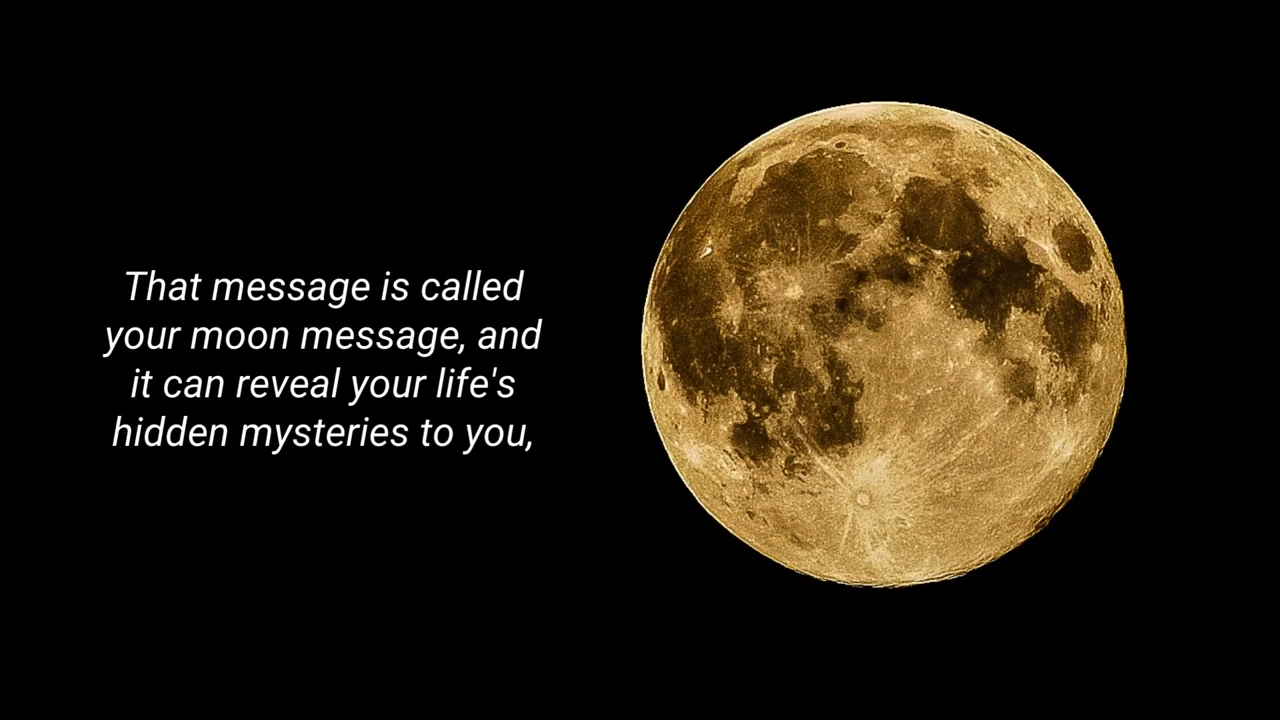 That message is called
your moon message, and
it can reveal your life's
hidden mysteries to you,